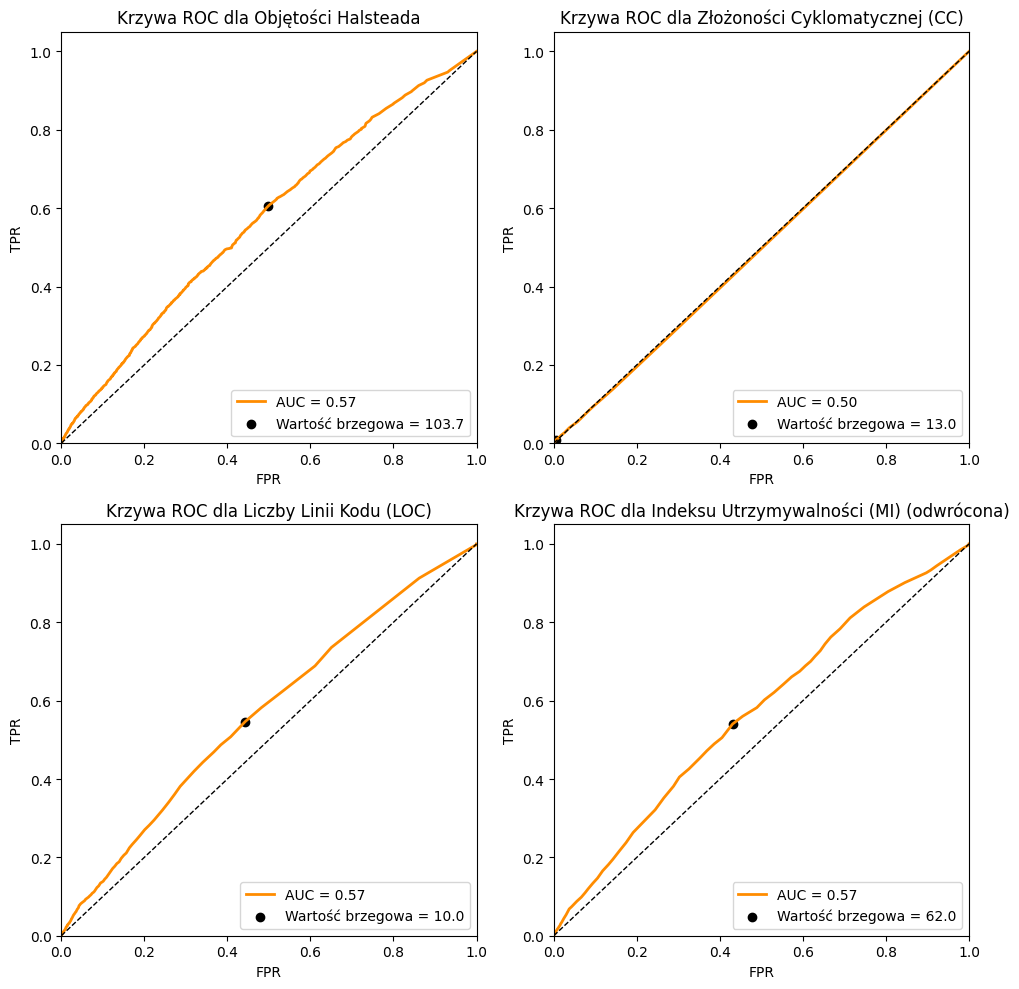 Krzywa ROC dla Objętości Halsteada
1.0
0.8
0.6
0.4
0.2
0.0
TPR
0.0 0.2 0.4 0.6 0.8 1.0
FPR
AUC = 0.57
Wartość brzegowa = 103.7
Krzywa ROC dla Złożoności Cyklomatycznej (CC)
1.0
0.8
0.6
0.4
0.2
0.0
TPR
0.0 0.2 0.4 0.6 0.8 1.0
FPR
AUC = 0.50
Wartość brzegowa = 13.0
Krzywa ROC dla Liczby Linii Kodu (LOC)
1.0
0.8
0.6
0.4
0.2
0.0
TPR
0.0 0.2 0.4 0.6 0.8 1.0
FPR
AUC = 0.57
Wartość brzegowa = 10.0
Krzywa ROC dla Indeksu Utrzymywalności (MI) (odwrócona)
1.0
0.8
0.6
0.4
0.2
0.0
TPR
0.0 0.2 0.4 0.6 0.8 1.0
FPR
AUC = 0.57
Wartość brzegowa = 62.0